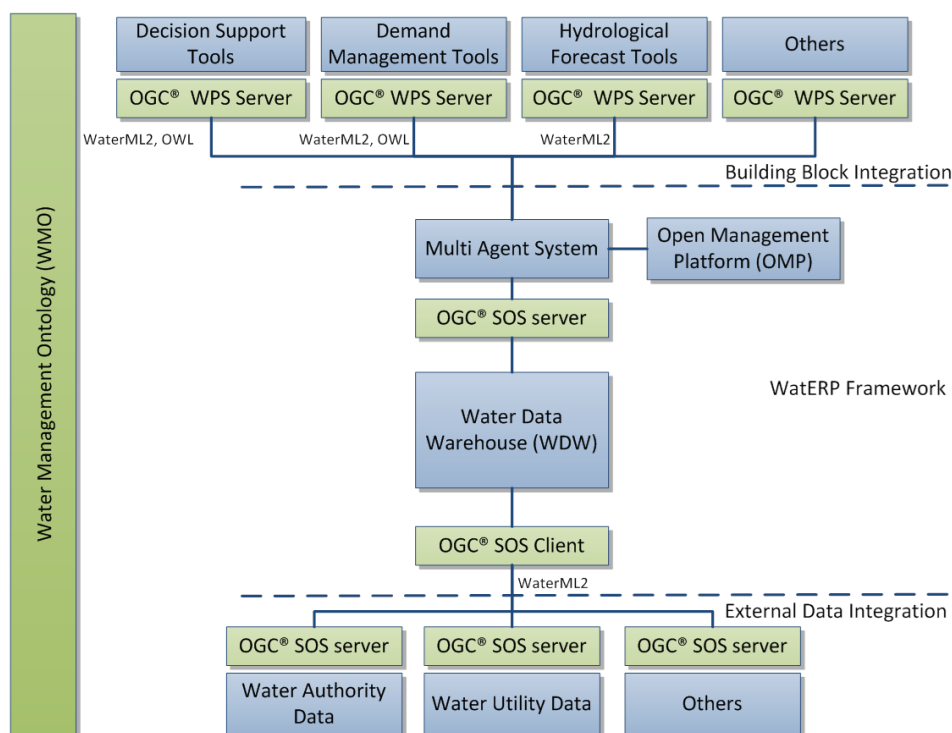 Water Management Ontology (WMO)
Decision Support
Tools
Demand
Management Tools
Hydrological
Forecast Tools
Others
OGC® WPS Server
OGC® WPS Server
OGC® WPS Server
OGC® WPS Server
WaterML2, OWL
WaterML2, OWL
WaterML2
Building Block Integration
Multi Agent System
Open Management
Platform (OMP)
OGC® SOS server
WatERP Framework
Water Data
Warehouse (WDW)
OGC® SOS Client
WaterML2
External Data Integration
OGC® SOS server
OGC® SOS server
OGC® SOS server
Water Authority
Data
Water Utility Data
Others